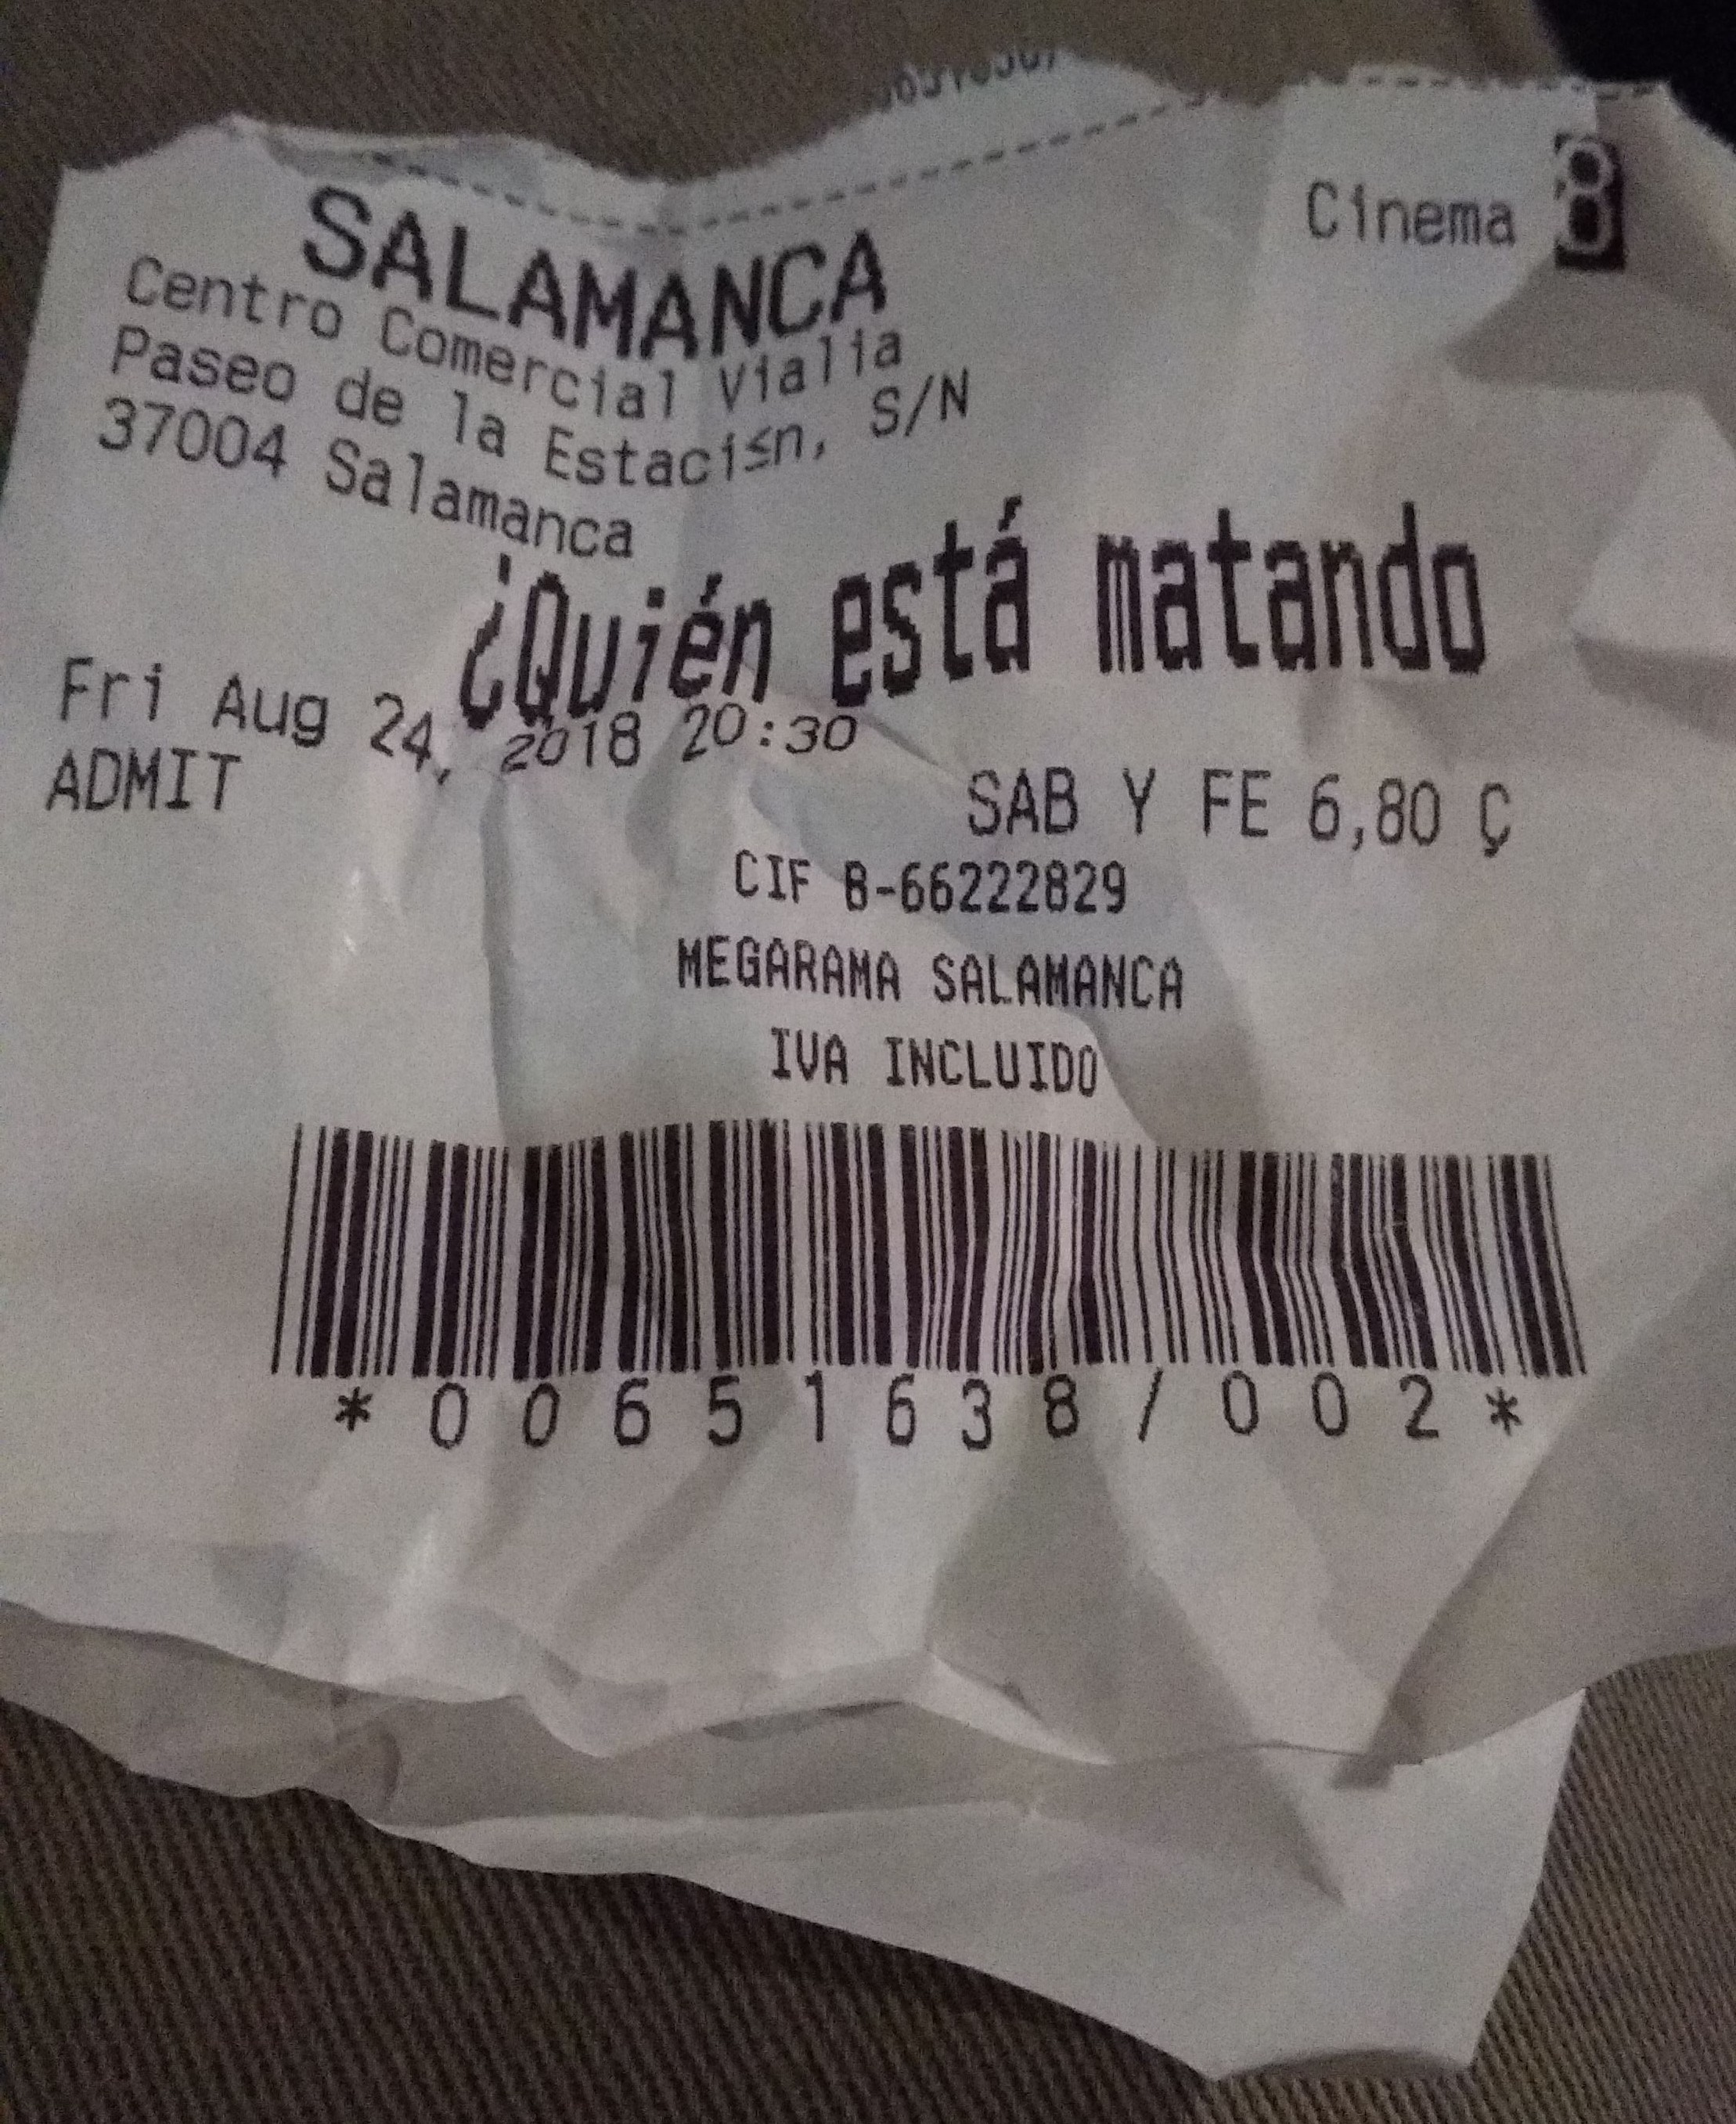 SALAMANCA
Cinema 8
Centro Comercial Vialia
Paseo de la Estaci≤n, S/N
37004 Salamanca
¿Quién está matando
Fri Aug 24, 2018 20:30
ADMIT
SAB Y FE 6,80 Ç
CIF B-66222829
MEGARAMA SALAMANCA
IVA INCLUIDO
*00651638/002*